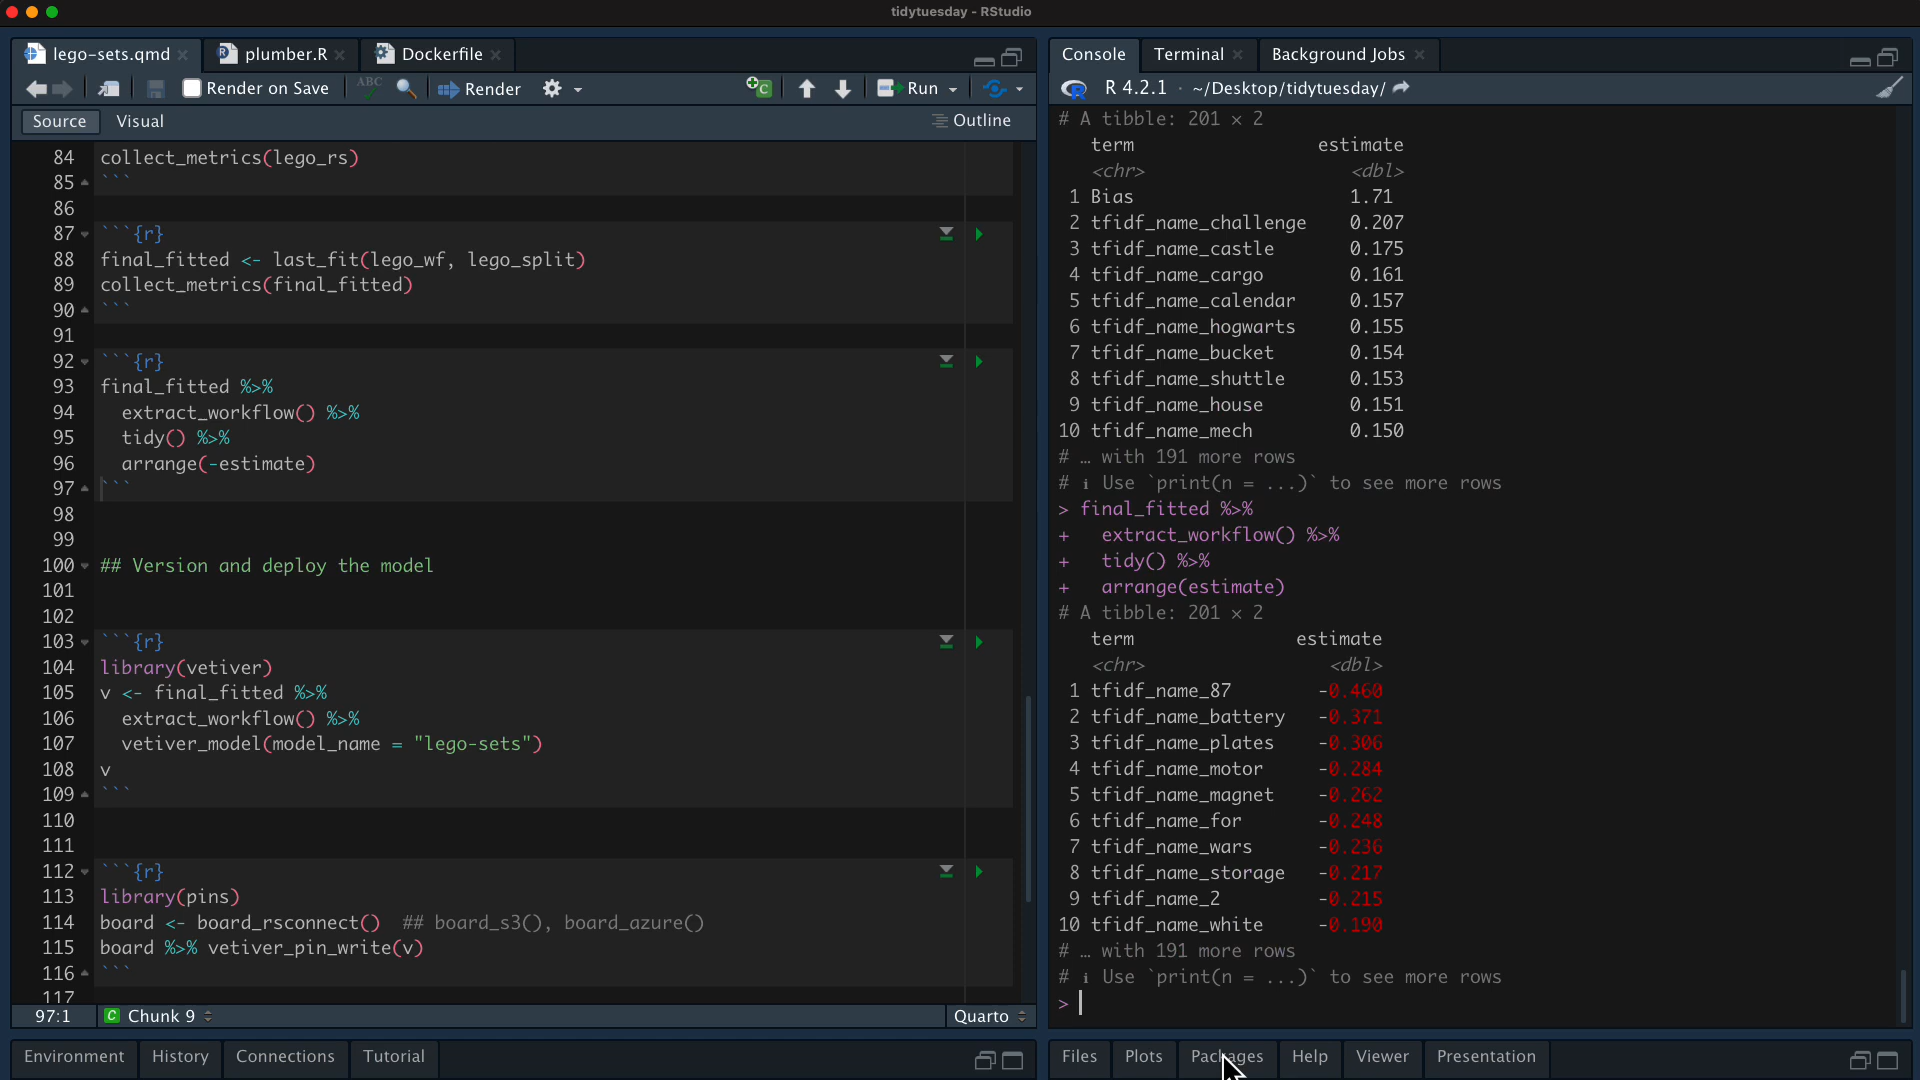 tidytuesday - RStudio
lego-sets.qmd
plumber.R
Dockerfile
Render on Save
ABC
Render
Run
Source
Visual
Outline
84 collect_metrics(lego_rs)
85 ```
86
87 ```{r}
88 final_fitted <- last_fit(lego_wf, lego_split)
89 collect_metrics(final_fitted)
90 ```
91
92 ```{r}
93 final_fitted %>%
94   extract_workflow() %>%
95   tidy() %>%
96   arrange(-estimate)
97 ```
98
99
100 ## Version and deploy the model
101
102
103 ```{r}
104 library(vetiver)
105 v <- final_fitted %>%
106   extract_workflow() %>%
107   vetiver_model(model_name = "lego-sets")
108 v
109 ```
110
111
112 ```{r}
113 library(pins)
114 board <- board_rsconnect()  ## board_s3(), board_azure()
115 board %>% vetiver_pin_write(v)
116 ```
117
97:1
C Chunk 9
Quarto
Environment
History
Connections
Tutorial
Console
Terminal
Background Jobs
R 4.2.1 · ~/Desktop/tidytuesday/
# A tibble: 201 × 2
term estimate
<chr> <dbl>
1 Bias 1.71
2 tfidf_name_challenge 0.207
3 tfidf_name_castle 0.175
4 tfidf_name_cargo 0.161
5 tfidf_name_calendar 0.157
6 tfidf_name_hogwarts 0.155
7 tfidf_name_bucket 0.154
8 tfidf_name_shuttle 0.153
9 tfidf_name_house 0.151
10 tfidf_name_mech 0.150
# … with 191 more rows
# ℹ Use `print(n = ...)` to see more rows
> final_fitted %>%
+   extract_workflow() %>%
+   tidy() %>%
+   arrange(estimate)
# A tibble: 201 × 2
term estimate
<chr> <dbl>
1 tfidf_name_87 -0.460
2 tfidf_name_battery -0.371
3 tfidf_name_plates -0.306
4 tfidf_name_motor -0.284
5 tfidf_name_magnet -0.262
6 tfidf_name_for -0.248
7 tfidf_name_wars -0.236
8 tfidf_name_storage -0.217
9 tfidf_name_2 -0.215
10 tfidf_name_white -0.190
# … with 191 more rows
# ℹ Use `print(n = ...)` to see more rows
>
Files
Plots
Packages
Help
Viewer
Presentation